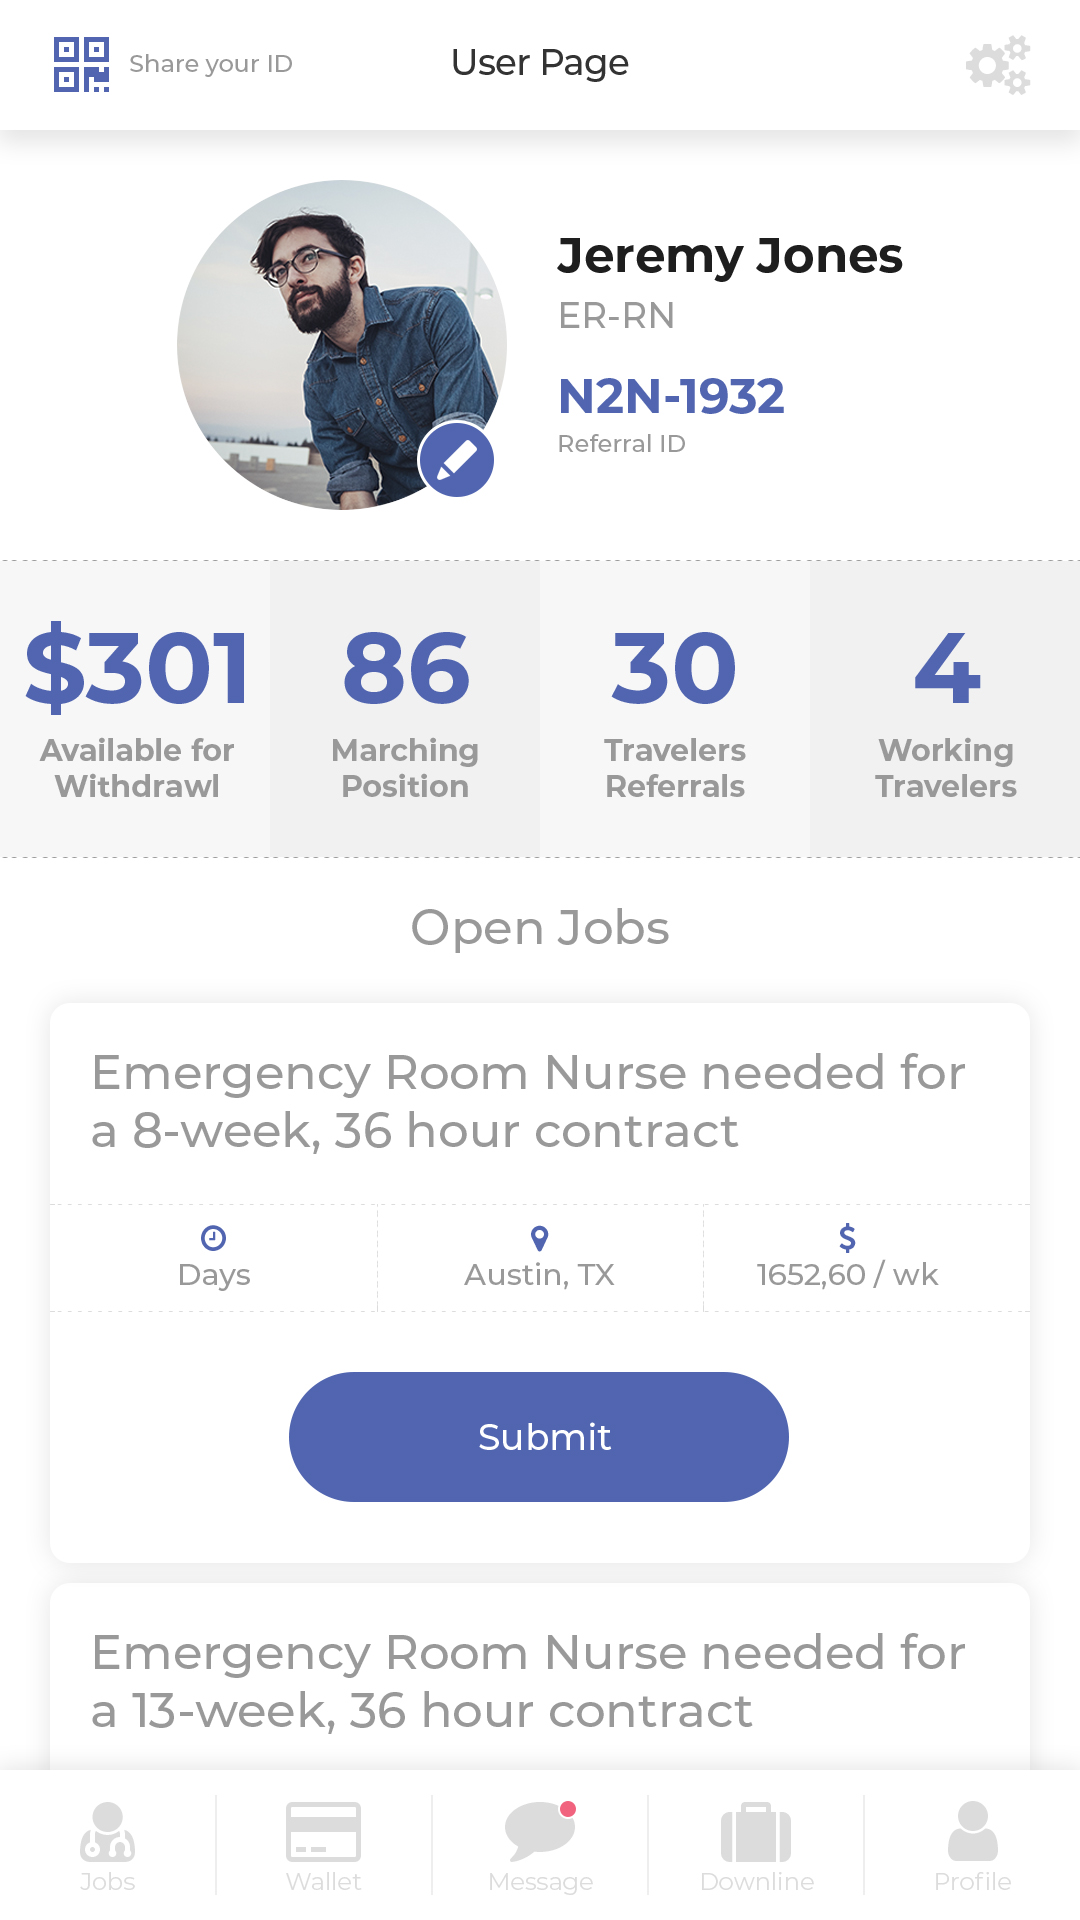 Share your ID
User Page
Jeremy Jones
ER-RN
N2N-1932
Referral ID
$301
Available for
Withdrawl
86
Marching
Position
30
Travelers
Referrals
4
Working
Travelers
Open Jobs
Emergency Room Nurse needed for
a 8-week, 36 hour contract
Days
Austin, TX
$
1652,60 / wk
Submit
Emergency Room Nurse needed for
a 13-week, 36 hour contract
Jobs
Wallet
Message
Downline
Profile